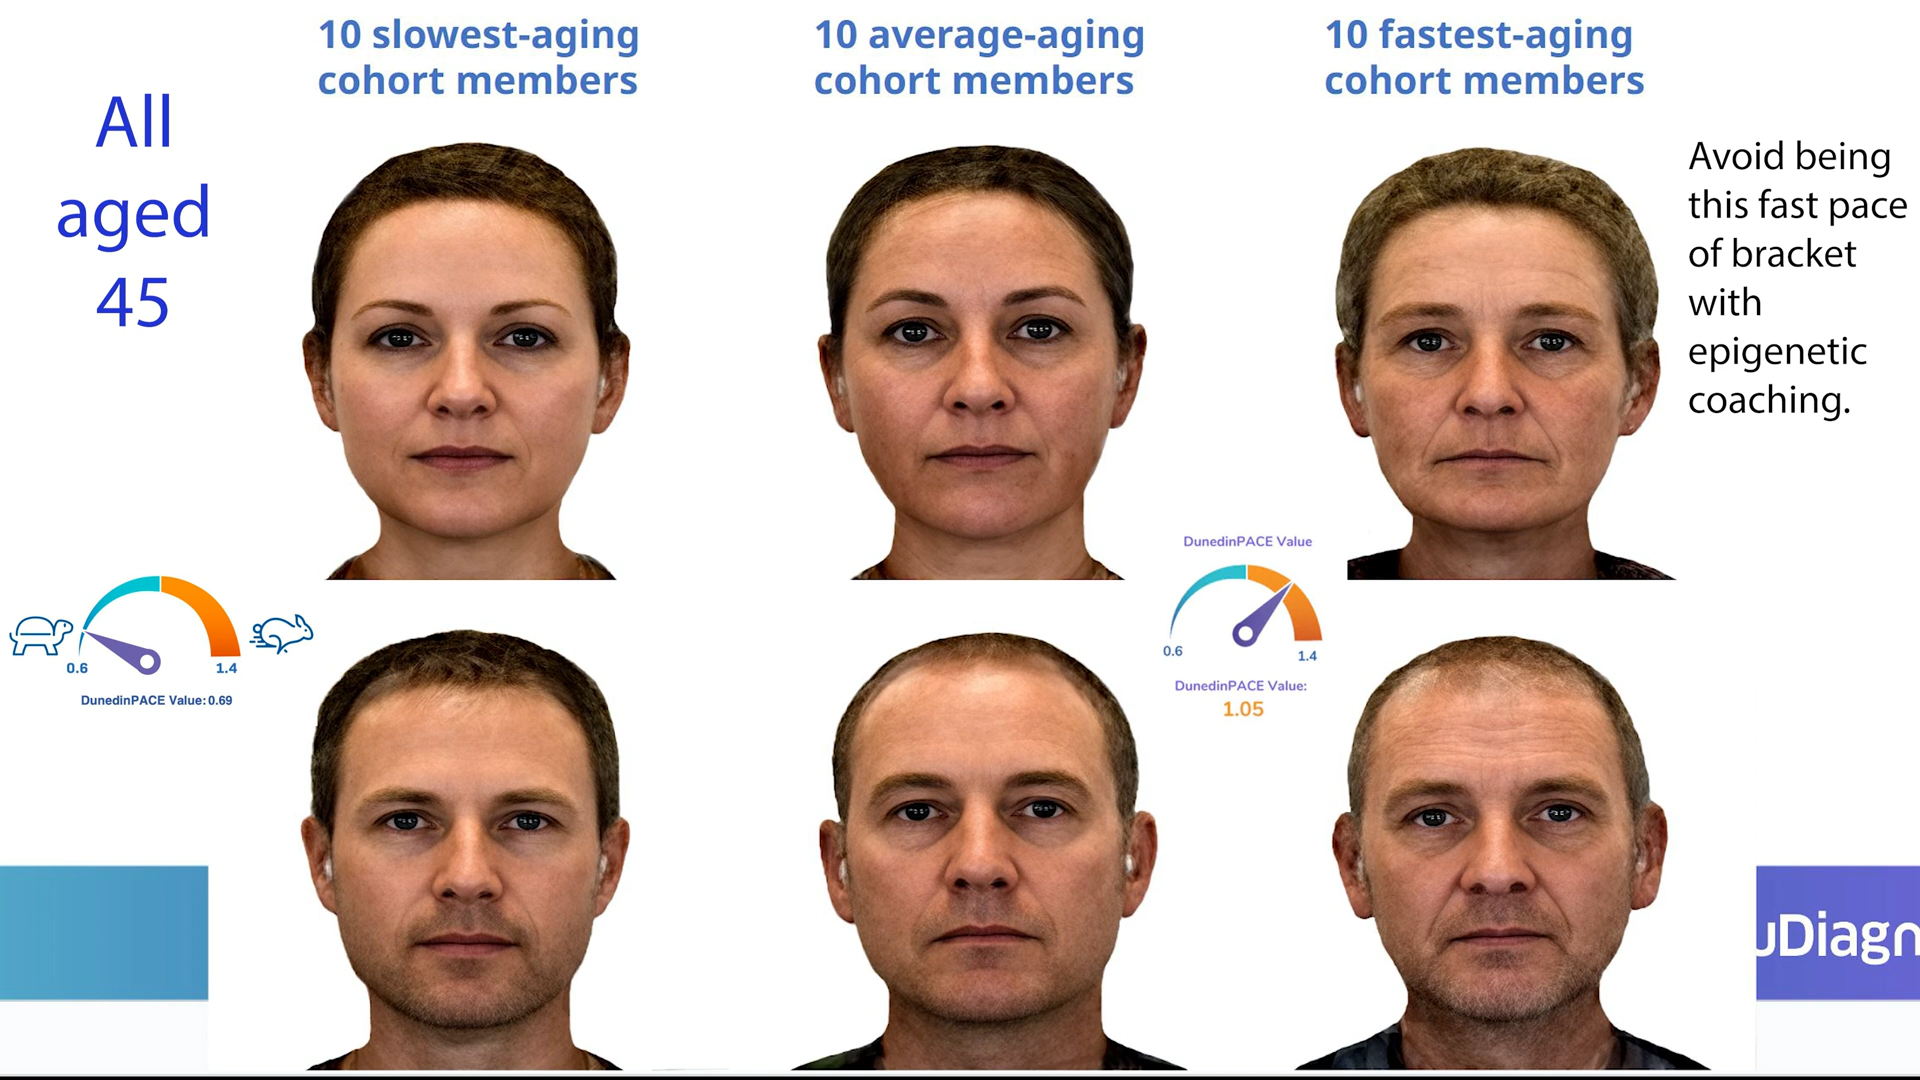 10 slowest-aging
cohort members
10 average-aging
cohort members
10 fastest-aging
cohort members
All
aged
45
Avoid being
this fast pace
of bracket
with
epigenetic
coaching.
0.6
1.4
DunedinPACE Value: 0.69
DunedinPACE Value
0.6
1.4
DunedinPACE Value:
1.05
uDiagn